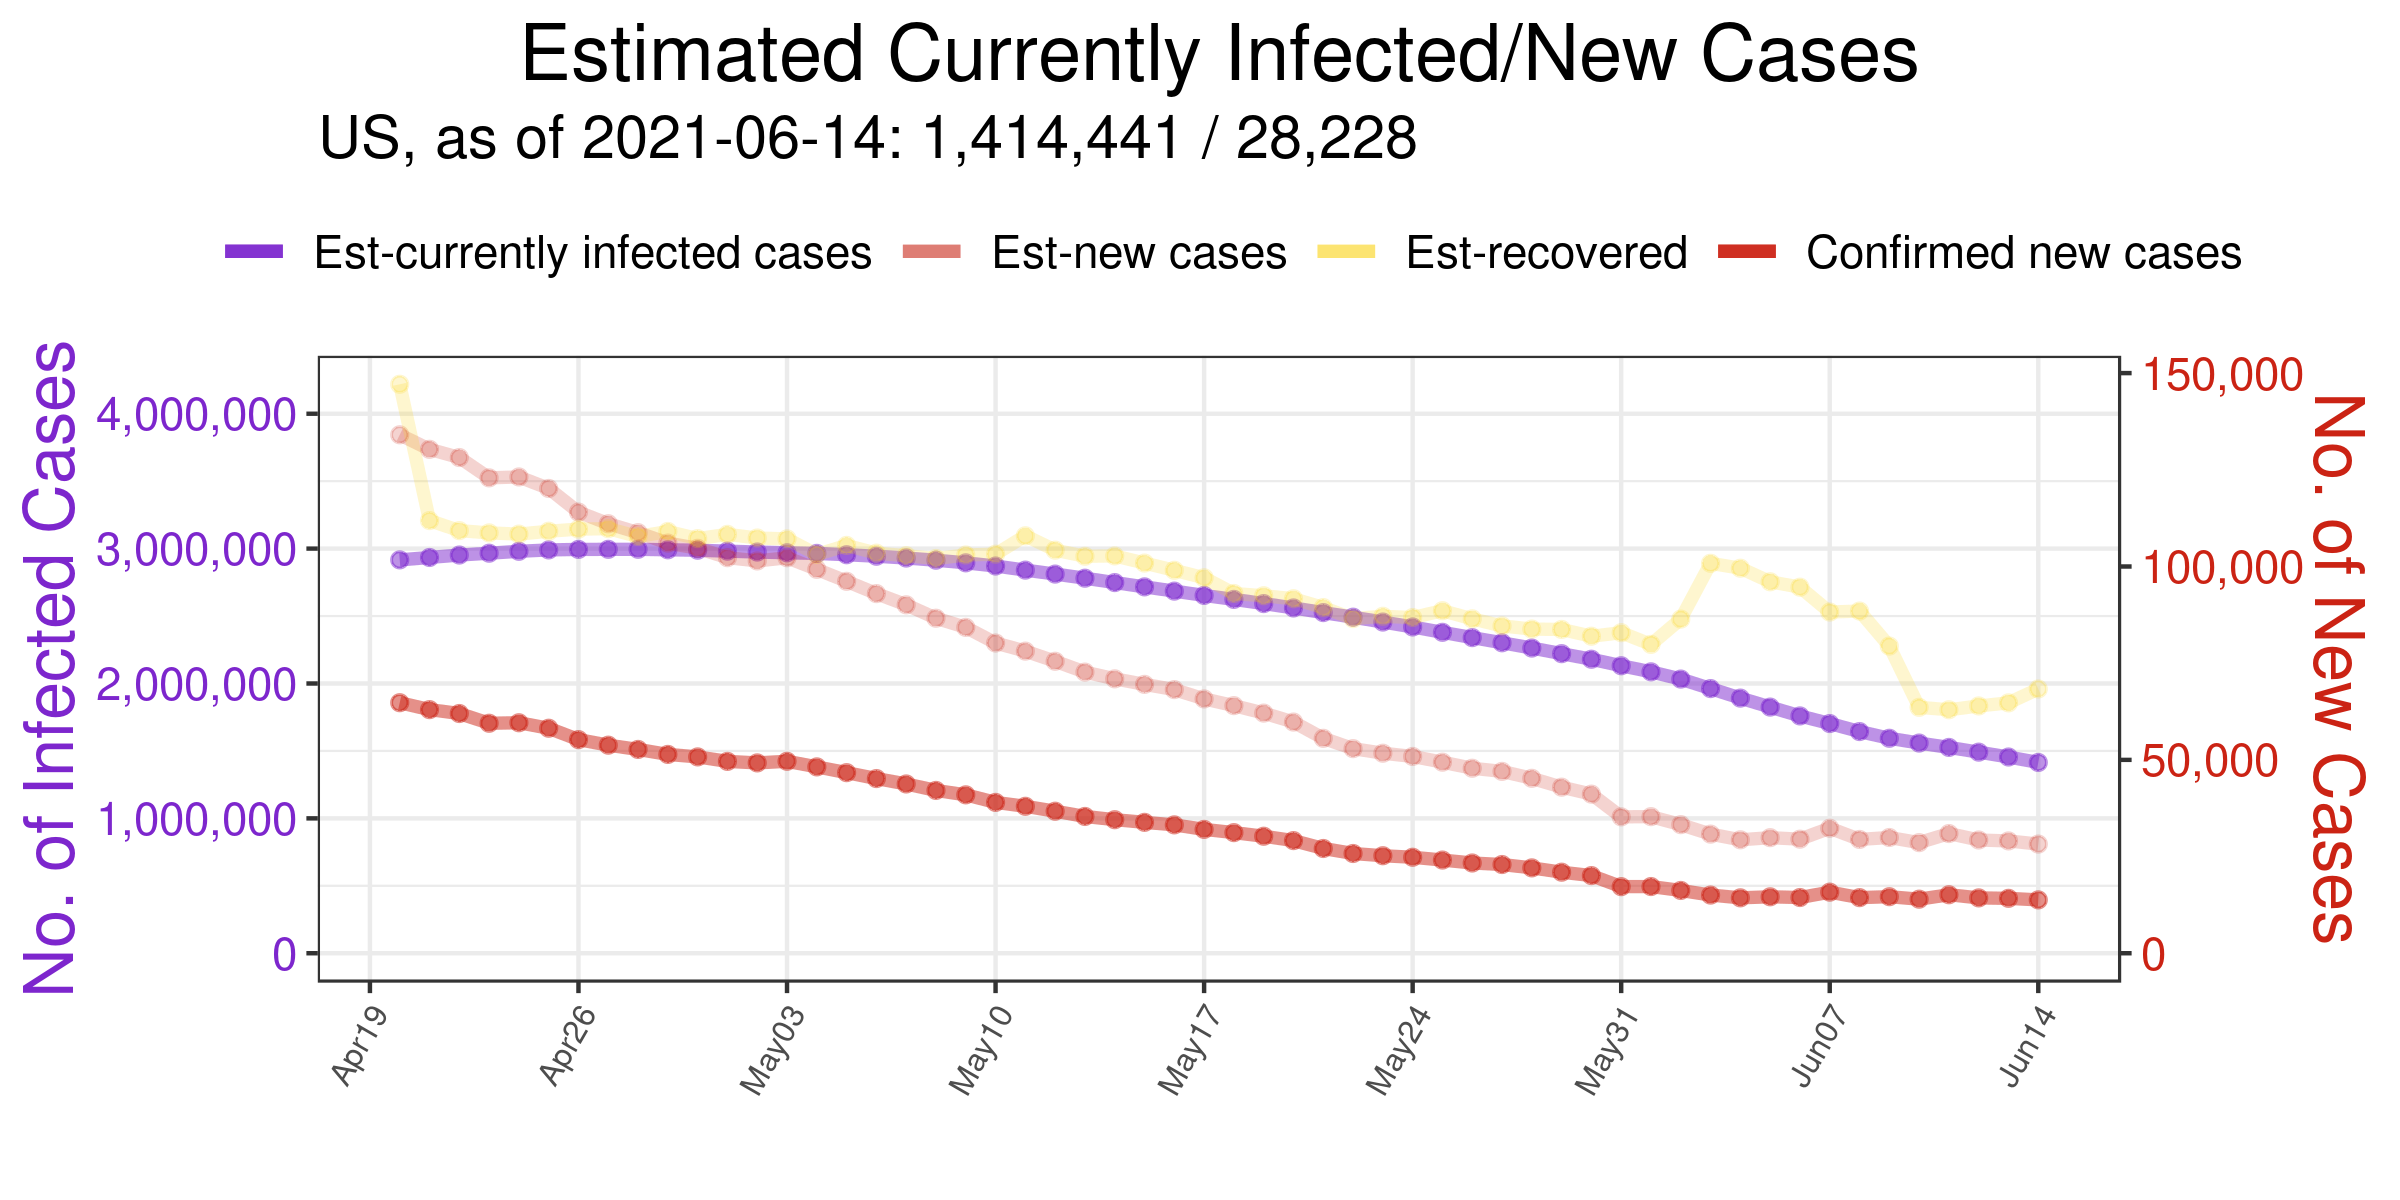 Estimated Currently Infected/New Cases
US, as of 2021-06-14: 1,414,441 / 28,228
Est-currently infected cases Est-new cases Est-recovered Confirmed new cases
No. of Infected Cases
4,000,000
3,000,000
2,000,000
1,000,000
0
150,000
100,000
50,000
0
No. of New Cases
Apr19 Apr26 May03 May10 May17 May24 May31 Jun07 Jun14